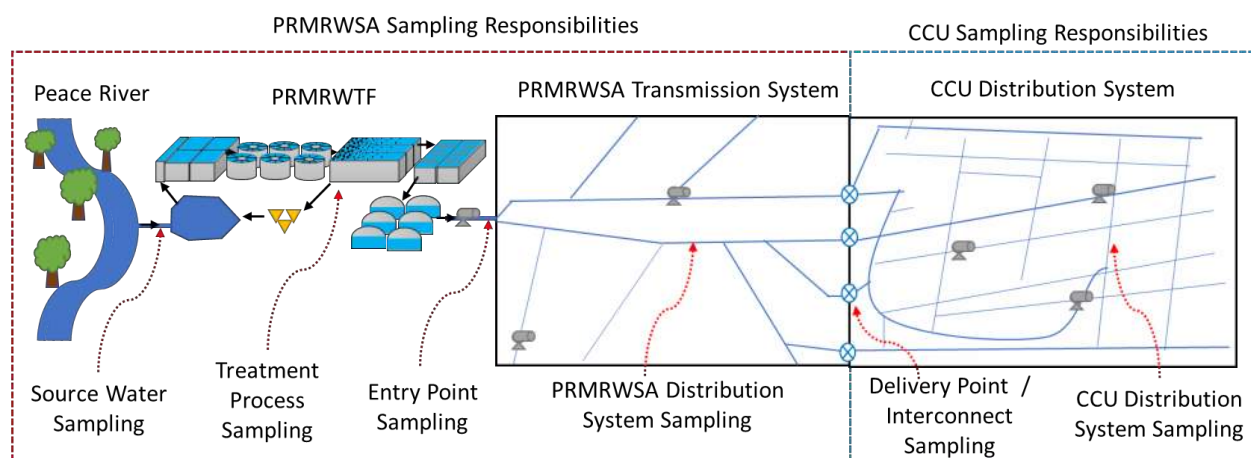 PRMRWSA Sampling Responsibilities
CCU Sampling Responsibilities
Peace River
PRMRWTF
PRMRWSA Transmission System
CCU Distribution System
Source Water
Sampling
Treatment
Process
Sampling
Entry Point
Sampling
PRMRWSA Distribution
System Sampling
Delivery Point /
Interconnect
Sampling
CCU Distribution
System Sampling